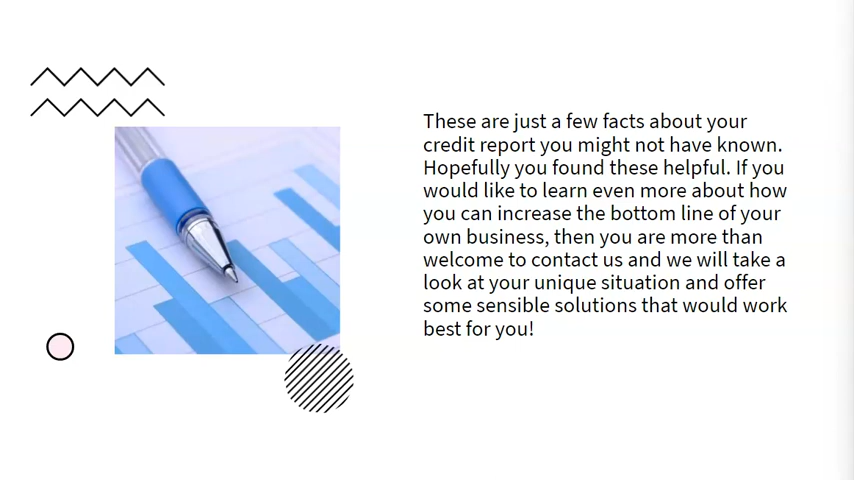 These are just a few facts about your
credit report you might not have known.
Hopefully you found these helpful. If you
would like to learn even more about how
you can increase the bottom line of your
own business, then you are more than
welcome to contact us and we will take a
look at your unique situation and offer
some sensible solutions that would work
best for you!